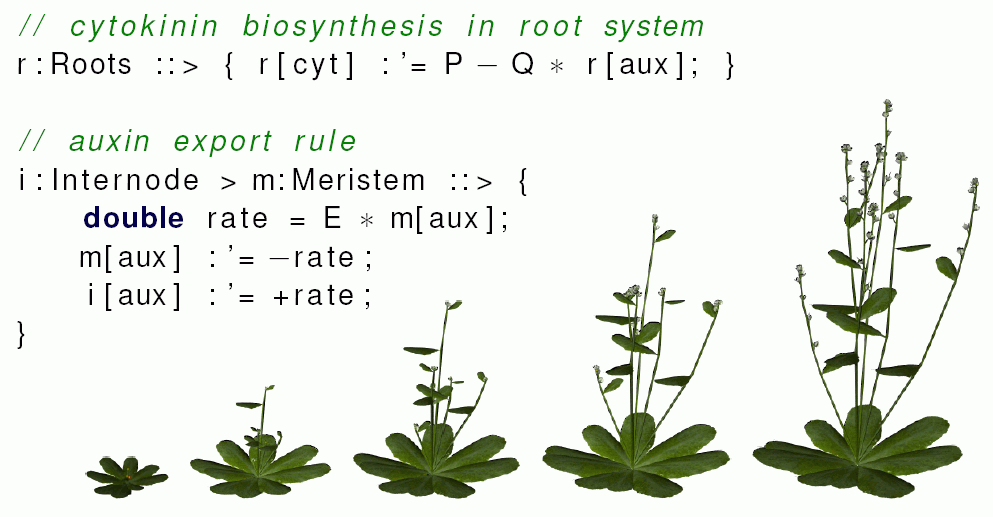 // cytokinin biosynthesis in root system
r:Roots ::> { r[cyt] :'= P − Q * r[aux]; }
// auxin export rule
i:Internode > m:Meristem ::> {
double rate = E * m[aux];
m[aux] :'= −rate;
i[aux] :'= +rate;
}